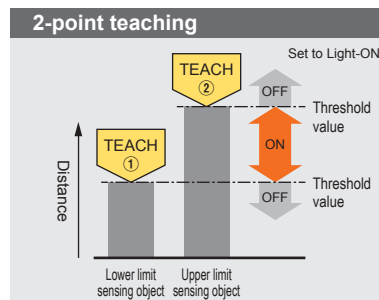 2-point teaching
Set to Light-ON
TEACH
②
OFF
TEACH
①
Threshold
value
ON
Threshold
value
OFF
Distance
Lower limit
sensing object
Upper limit
sensing object